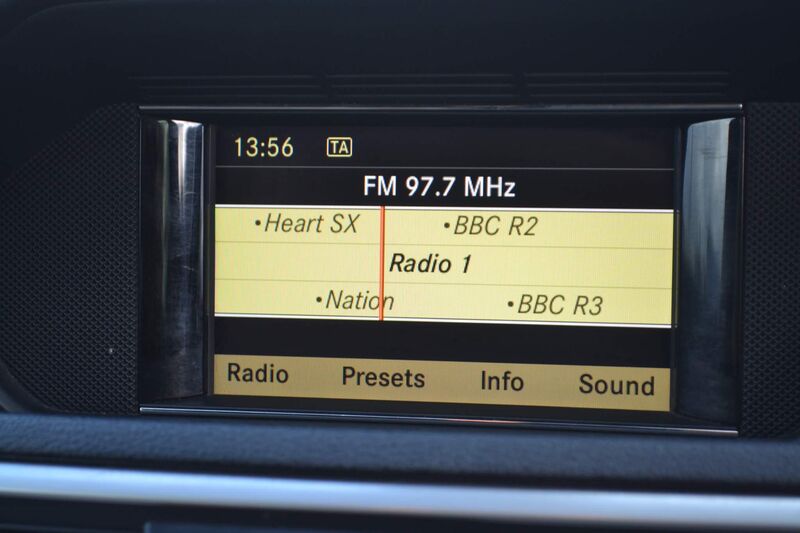 13:56 TA
FM 97.7 MHz
•Heart SX •BBC R2
Radio 1
•Nation •BBC R3
Radio Presets Info Sound